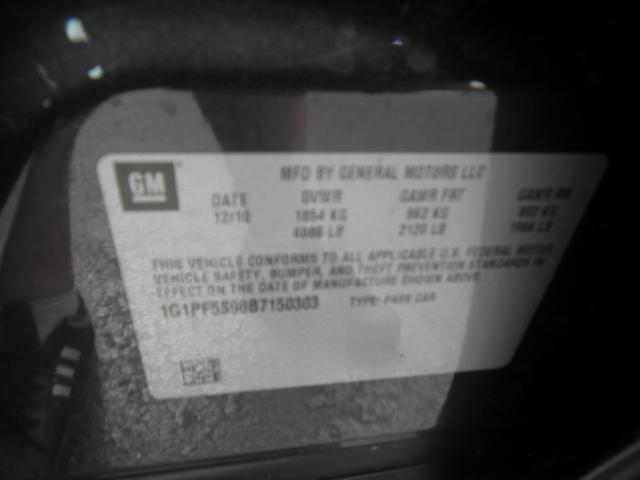 GM
MFD BY GENERAL MOTORS LLC
DATE GVWR GAWR FRT GAWR RR
12/10 1854 KG 962 KG 892 KG
4088 LB 2120 LB 1966 LB
THIS VEHICLE CONFORMS TO ALL APPLICABLE U.S. FEDERAL MOTOR
VEHICLE SAFETY, BUMPER, AND THEFT PREVENTION STANDARDS IN
EFFECT ON THE DATE OF MANUFACTURE SHOWN ABOVE.
1G1PF5S98B7150303 TYPE: PASS CAR